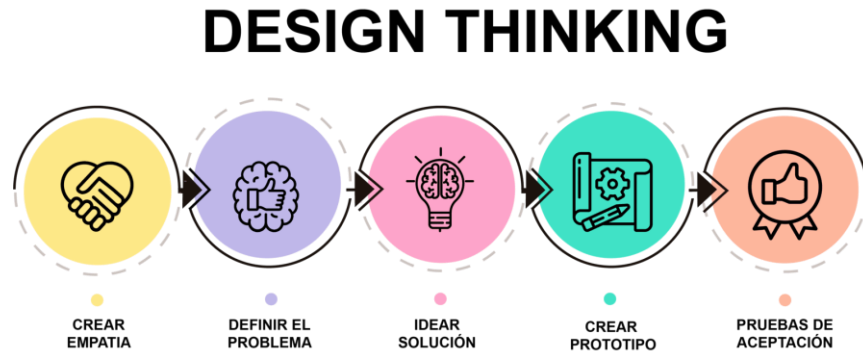 DESIGN THINKING
CREAR
EMPATIA
DEFINIR EL
PROBLEMA
IDEAR
SOLUCIÓN
CREAR
PROTOTIPO
PRUEBAS DE
ACEPTACIÓN